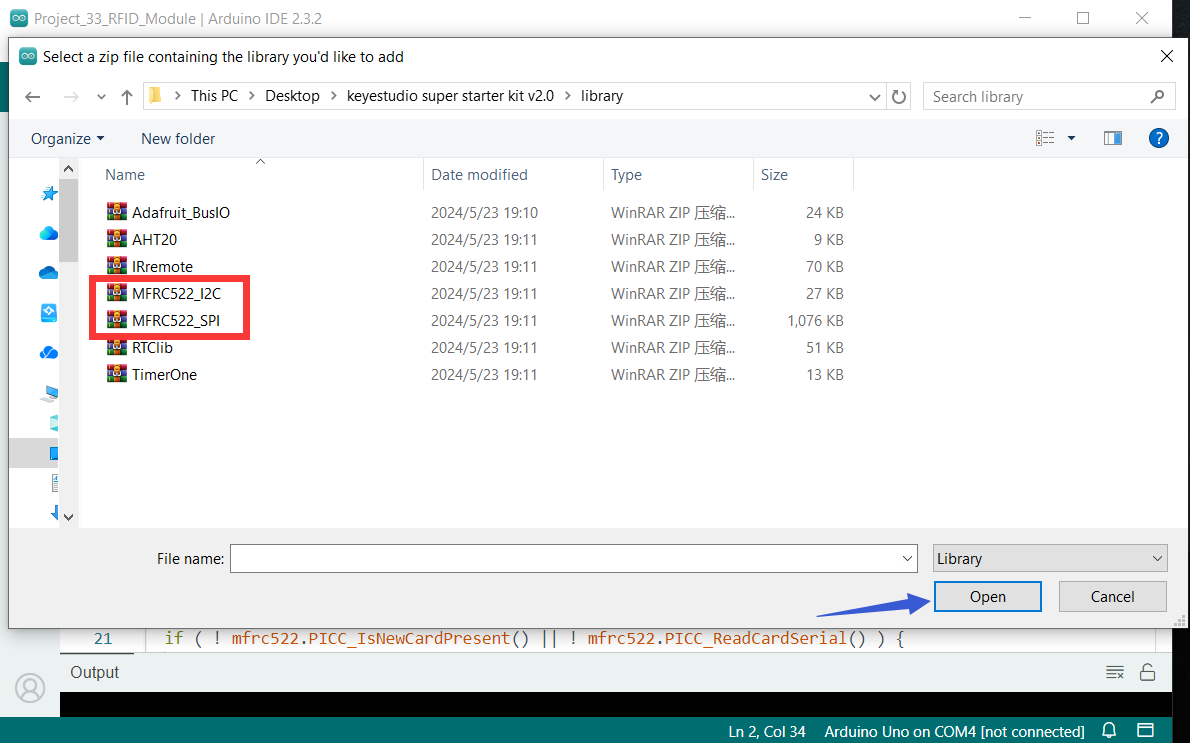 Project_33_RFID_Module | Arduino IDE 2.3.2
Select a zip file containing the library you'd like to add
This PC > Desktop > keyestudio super starter kit v2.0 > library
Search library
Organize
New folder
Name Date modified Type Size
Adafruit_BusIO 2024/5/23 19:10 WinRAR ZIP 压缩... 24 KB
AHT20 2024/5/23 19:11 WinRAR ZIP 压缩... 9 KB
IRremote 2024/5/23 19:11 WinRAR ZIP 压缩... 70 KB
MFRC522_I2C 2024/5/23 19:11 WinRAR ZIP 压缩... 27 KB
MFRC522_SPI 2024/5/23 19:11 WinRAR ZIP 压缩... 1,076 KB
RTClib 2024/5/23 19:11 WinRAR ZIP 压缩... 51 KB
TimerOne 2024/5/23 19:11 WinRAR ZIP 压缩... 13 KB
File name:
Library
Open
Cancel
21 if ( ! mfrc522.PICC_IsNewCardPresent() || ! mfrc522.PICC_ReadCardSerial() ) {
Output
Ln 2, Col 34 Arduino Uno on COM4 [not connected]